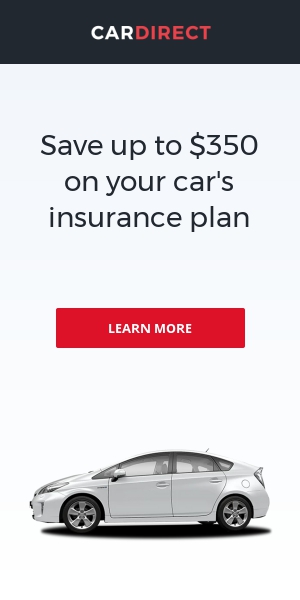 CARDIRECT
Save up to $350
on your car's
insurance plan
LEARN MORE